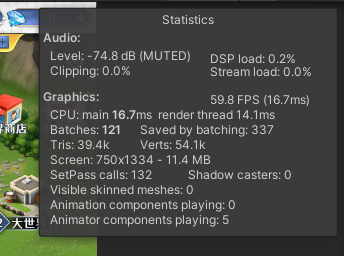 Statistics
Audio:
Level: -74.8 dB (MUTED) DSP load: 0.2%
Clipping: 0.0% Stream load: 0.0%
Graphics: 59.8 FPS (16.7ms)
CPU: main 16.7ms render thread 14.1ms
Batches: 121 Saved by batching: 337
Tris: 39.4k Verts: 54.1k
Screen: 750x1334 - 11.4 MB
SetPass calls: 132 Shadow casters: 0
Visible skinned meshes: 0
Animation components playing: 0
Animator components playing: 5
商店
大世界